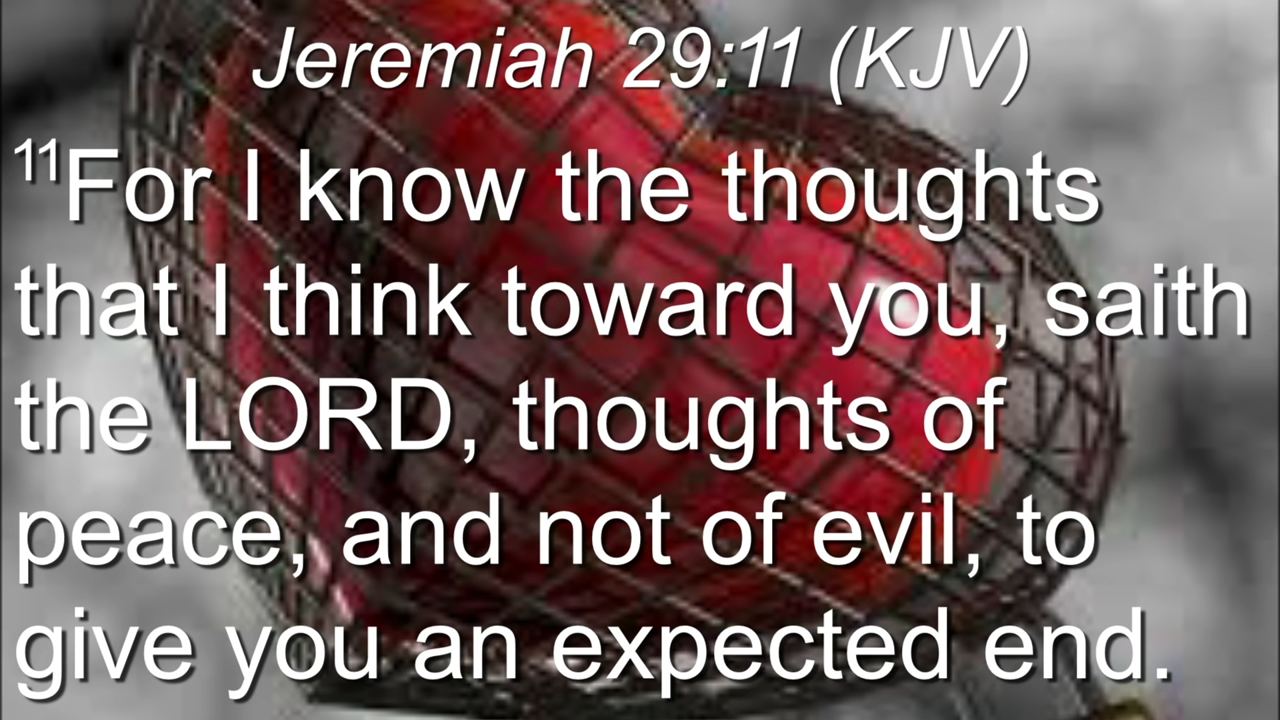 Jeremiah 29:11 (KJV)
11For I know the thoughts
that I think toward you, saith
the LORD, thoughts of
peace, and not of evil, to
give you an expected end.